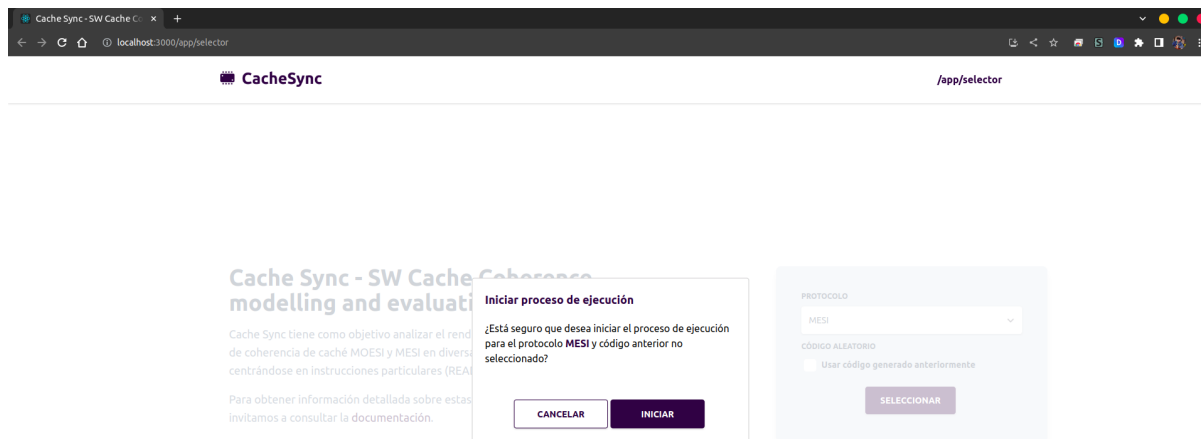 Cache Sync - SW Cache Co
localhost:3000/app/selector
CacheSync
/app/selector
Cache Sync - SW Cache Coherence
modelling and evaluati
Cache Sync tiene como objetivo analizar el rend
de coherencia de caché MOESI y MESI en diversa
centrándose en instrucciones particulares (REA
Para obtener información detallada sobre estas
invitamos a consultar la documentación.
Iniciar proceso de ejecución
¿Está seguro que desea iniciar el proceso de ejecución
para el protocolo MESI y código anterior no
seleccionado?
CANCELAR
INICIAR
PROTOCOLO
MESI
CÓDIGO ALEATORIO
Usar código generado anteriormente
SELECCIONAR